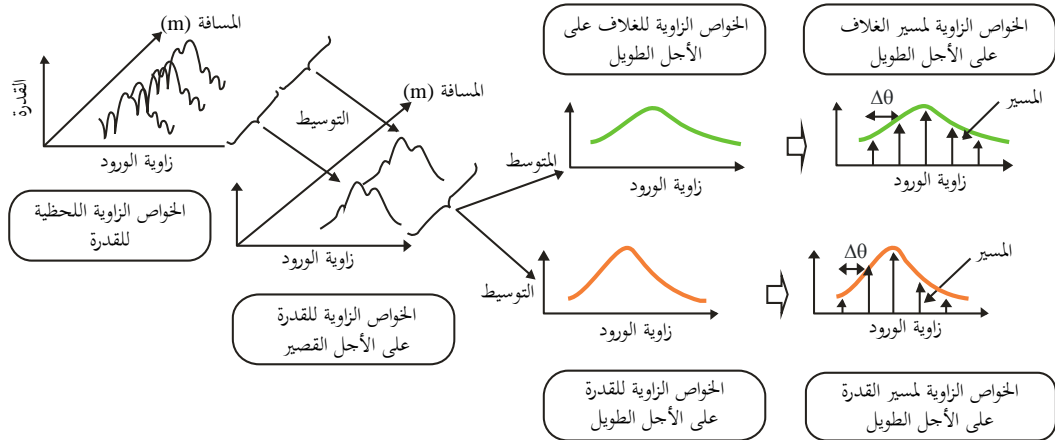 المسافة (m)
القدرة
زاوية الورود
الخواص الزاوية اللحظية
للقدرة
التوسيط
المسافة (m)
زاوية الورود
الخواص الزاوية للقدرة
على الأجل القصير
الخواص الزاوية للغلاف على
الأجل الطويل
المتوسط
زاوية الورود
الخواص الزاوية لمسير الغلاف
على الأجل الطويل
Δθ
المسير
زاوية الورود
التوسيط
زاوية الورود
الخواص الزاوية للقدرة
على الأجل الطويل
Δθ
المسير
زاوية الورود
الخواص الزاوية لمسير القدرة
على الأجل الطويل